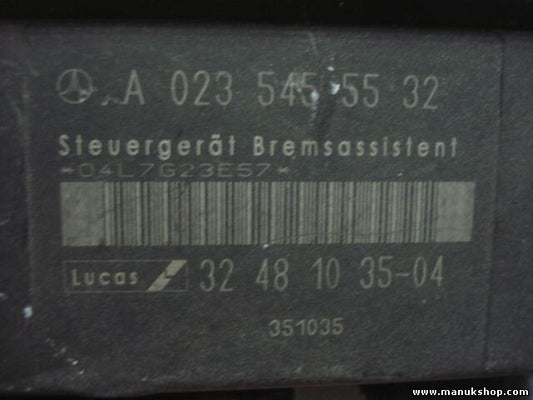 A 023 545 55 32
Steuergerät Bremsassistent
*04L7G23E57*
Lucas 32 48 10 35-04
351035
www.manukshop.com